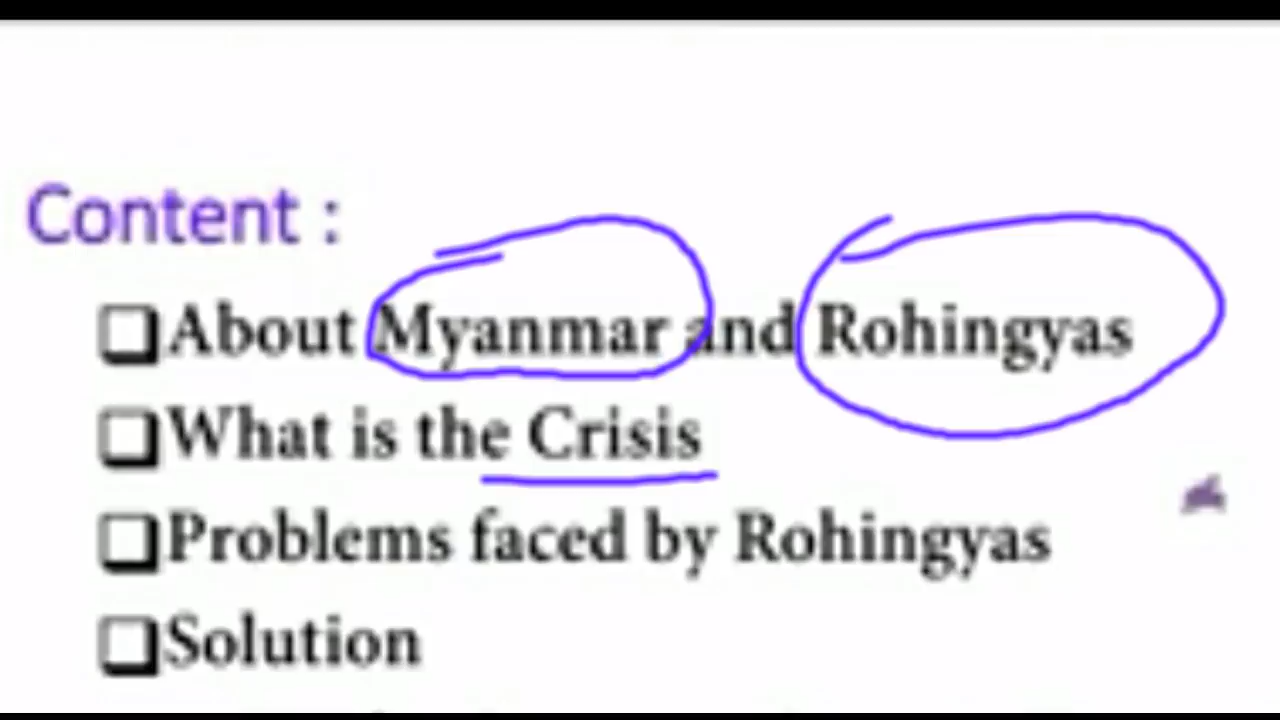 Content :
About Myanmar and Rohingyas
What is the Crisis
Problems faced by Rohingyas
Solution